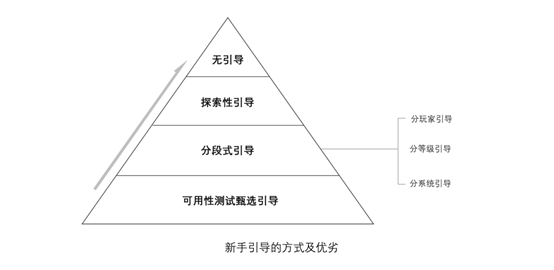 无引导
探索性引导
分段式引导
可用性测试甄选引导
分玩家引导
分等级引导
分系统引导
新手引导的方式及优劣